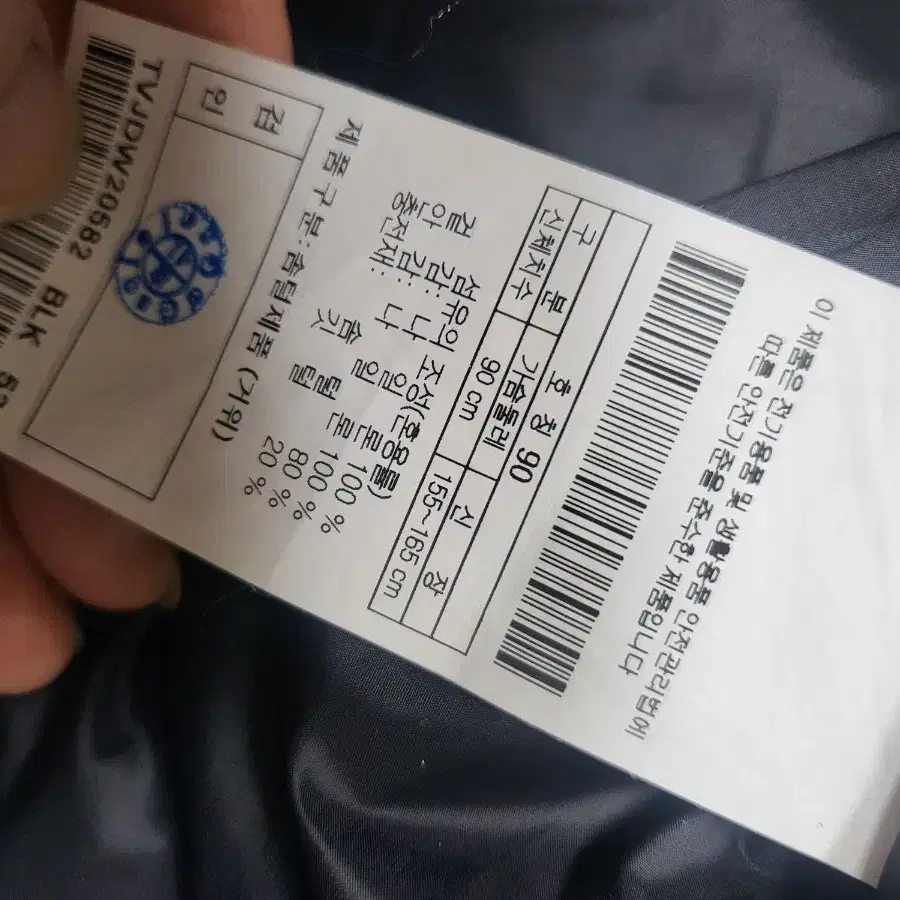 이 제품은 전기용품 및 생활용품 안전관리법에
따른 안전기준을 준수한 제품입니다
구 분 호 칭 90
신체치수 가슴둘레 신 장
90 cm 155~165 cm
섬유의 조성(혼용률)
겉 감: 나 일 론 100 %
안 감: 나 일 론 100 %
충전재: 솜 털 80 %
깃 털 20 %
제품구분: 솜털제품 (거위)
검 인
TVJDW20582 BLK